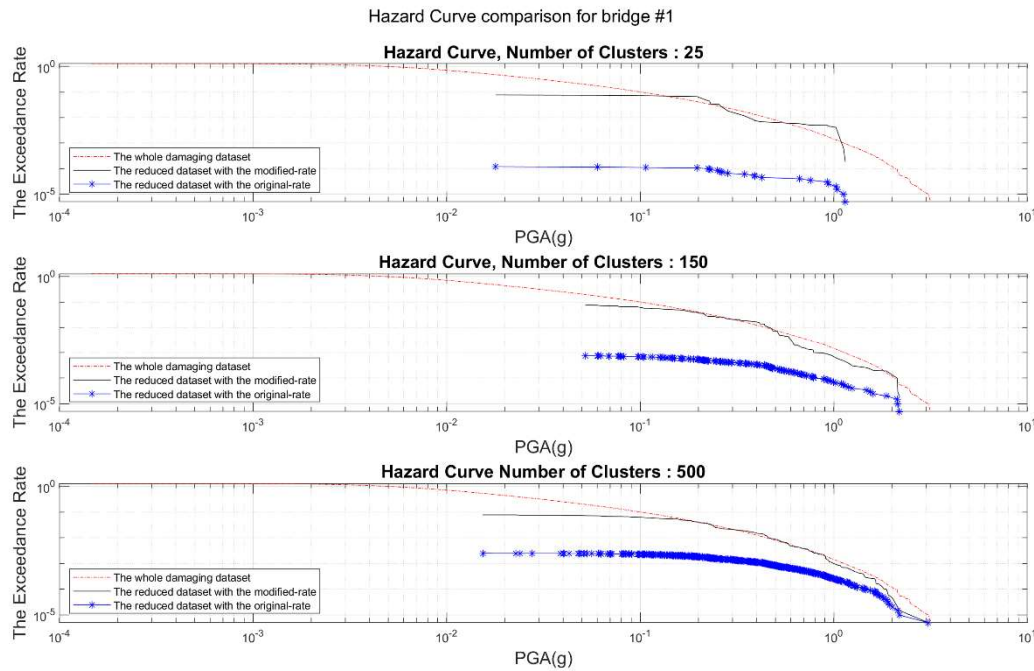 Hazard Curve comparison for bridge #1
Hazard Curve, Number of Clusters : 25
The Exceedance Rate
10^0
10^-5
The whole damaging dataset
The reduced dataset with the modified-rate
The reduced dataset with the original-rate
10^-4 10^-3 10^-2 10^-1 10^0 10^1
PGA(g)
Hazard Curve, Number of Clusters : 150
The Exceedance Rate
10^0
10^-5
The whole damaging dataset
The reduced dataset with the modified-rate
The reduced dataset with the original-rate
10^-4 10^-3 10^-2 10^-1 10^0 10^1
PGA(g)
Hazard Curve Number of Clusters : 500
The Exceedance Rate
10^0
10^-5
The whole damaging dataset
The reduced dataset with the modified-rate
The reduced dataset with the original-rate
10^-4 10^-3 10^-2 10^-1 10^0 10^1
PGA(g)